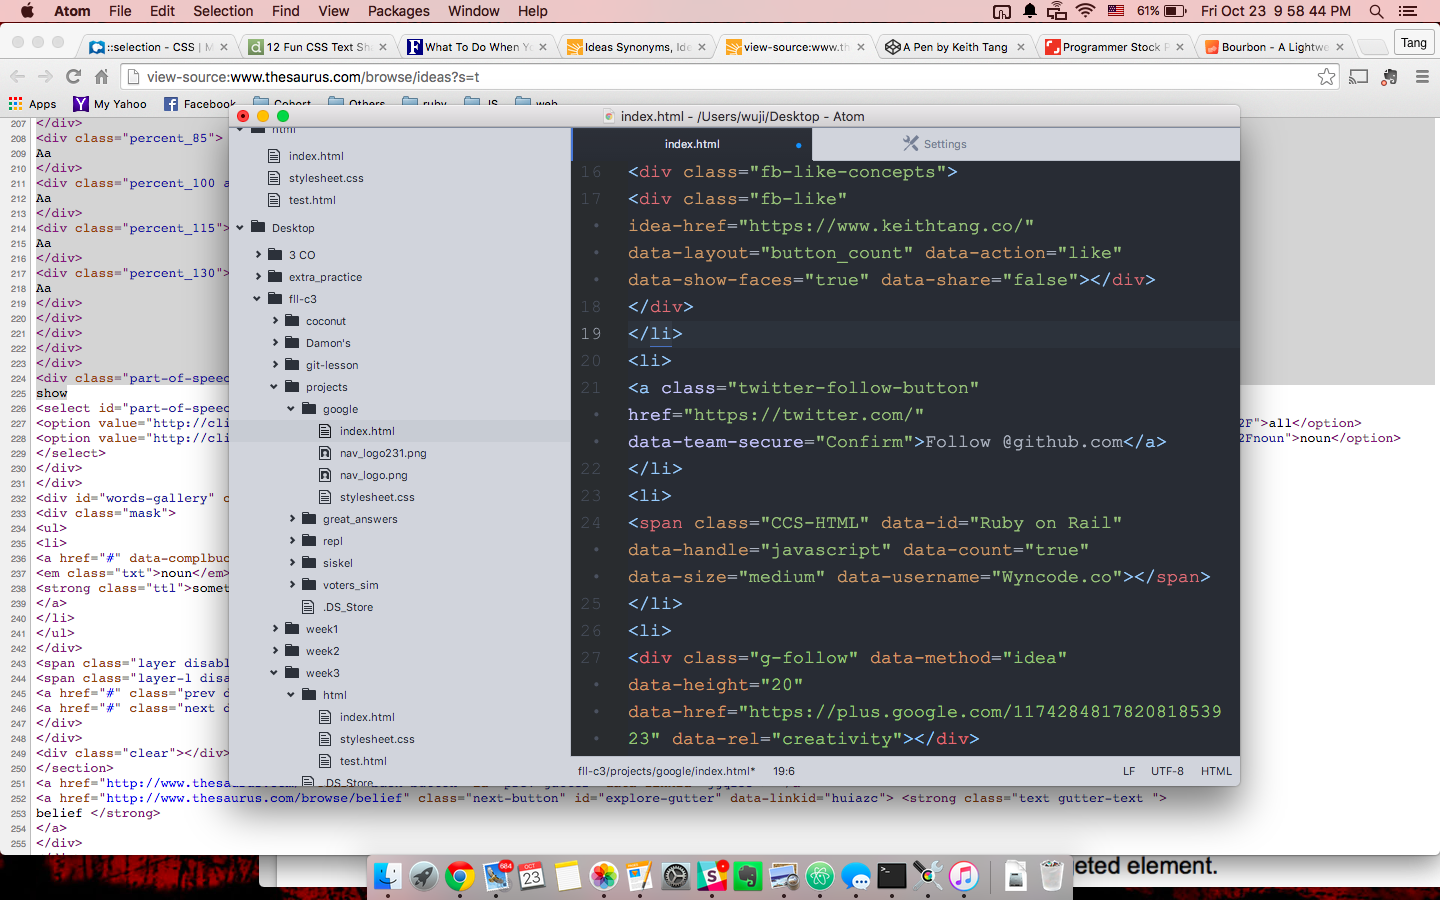 Atom File Edit Selection Find View Packages Window Help 61% Fri Oct 23 9 58 44 PM
::selection - CSS | M 12 Fun CSS Text Sha What To Do When Yo Ideas Synonyms, Ide view-source:www.the A Pen by Keith Tang Programmer Stock P Bourbon - A Lightwe Tang
view-source:www.thesaurus.com/browse/ideas?s=t
Apps My Yahoo Facebook Cohort Others ruby JS web
index.html - /Users/wuji/Desktop - Atom
207 </div>
208 <div class="percent_85">
209 Aa
210 </div>
211 <div class="percent_100 a
212 Aa
213 </div>
214 <div class="percent_115">
215 Aa
216 </div>
217 <div class="percent_130">
218 Aa
219 </div>
220 </div>
221 </div>
222 </div>
223 </div>
224 <div class="part-of-speec
225 show
226 <select id="part-of-speec
227 <option value="http://cli 2F">all</option>
228 <option value="http://cli 2Fnoun">noun</option>
229 </select>
230 </div>
231 </div>
232 <div id="words-gallery" c
233 <div class="mask">
234 <ul>
235 <li>
236 <a href="#" data-complbuc
237 <em class="txt">noun</em>
238 <strong class="ttl">somet
239 </a>
240 </li>
241 </ul>
242 </div>
243 <span class="layer disabl
244 <span class="layer-l disa
245 <a href="#" class="prev d
246 <a href="#" class="next d
247 </div>
248 </div>
249 <div class="clear"></div>
250 </section>
251 <a href="http://www.thesa
252 <a href="http://www.thesaurus.com/browse/belief" class="next-button" id="explore-gutter" data-linkid="huiazc"> <strong class="text gutter-text ">
253 belief </strong>
254 </a>
255 </div>
html
index.html
stylesheet.css
test.html
Desktop
3 CO
extra_practice
fll-c3
coconut
Damon's
git-lesson
projects
google
index.html
nav_logo231.png
nav_logo.png
stylesheet.css
great_answers
repl
siskel
voters_sim
.DS_Store
week1
week2
week3
html
index.html
stylesheet.css
test.html
.DS_Store
index.html Settings
16 <div class="fb-like-concepts">
17 <div class="fb-like"
idea-href="https://www.keithtang.co/"
data-layout="button_count" data-action="like"
data-show-faces="true" data-share="false"></div>
18 </div>
19 </li>
20 <li>
21 <a class="twitter-follow-button"
href="https://twitter.com/"
data-team-secure="Confirm">Follow @github.com</a>
22 </li>
23 <li>
24 <span class="CCS-HTML" data-id="Ruby on Rail"
data-handle="javascript" data-count="true"
data-size="medium" data-username="Wyncode.co"></span>
25 </li>
26 <li>
27 <div class="g-follow" data-method="idea"
data-height="20"
data-href="https://plus.google.com/1174284817820818539
23" data-rel="creativity"></div>
fll-c3/projects/google/index.html* 19:6 LF UTF-8 HTML
eted element.
684
OCT
23